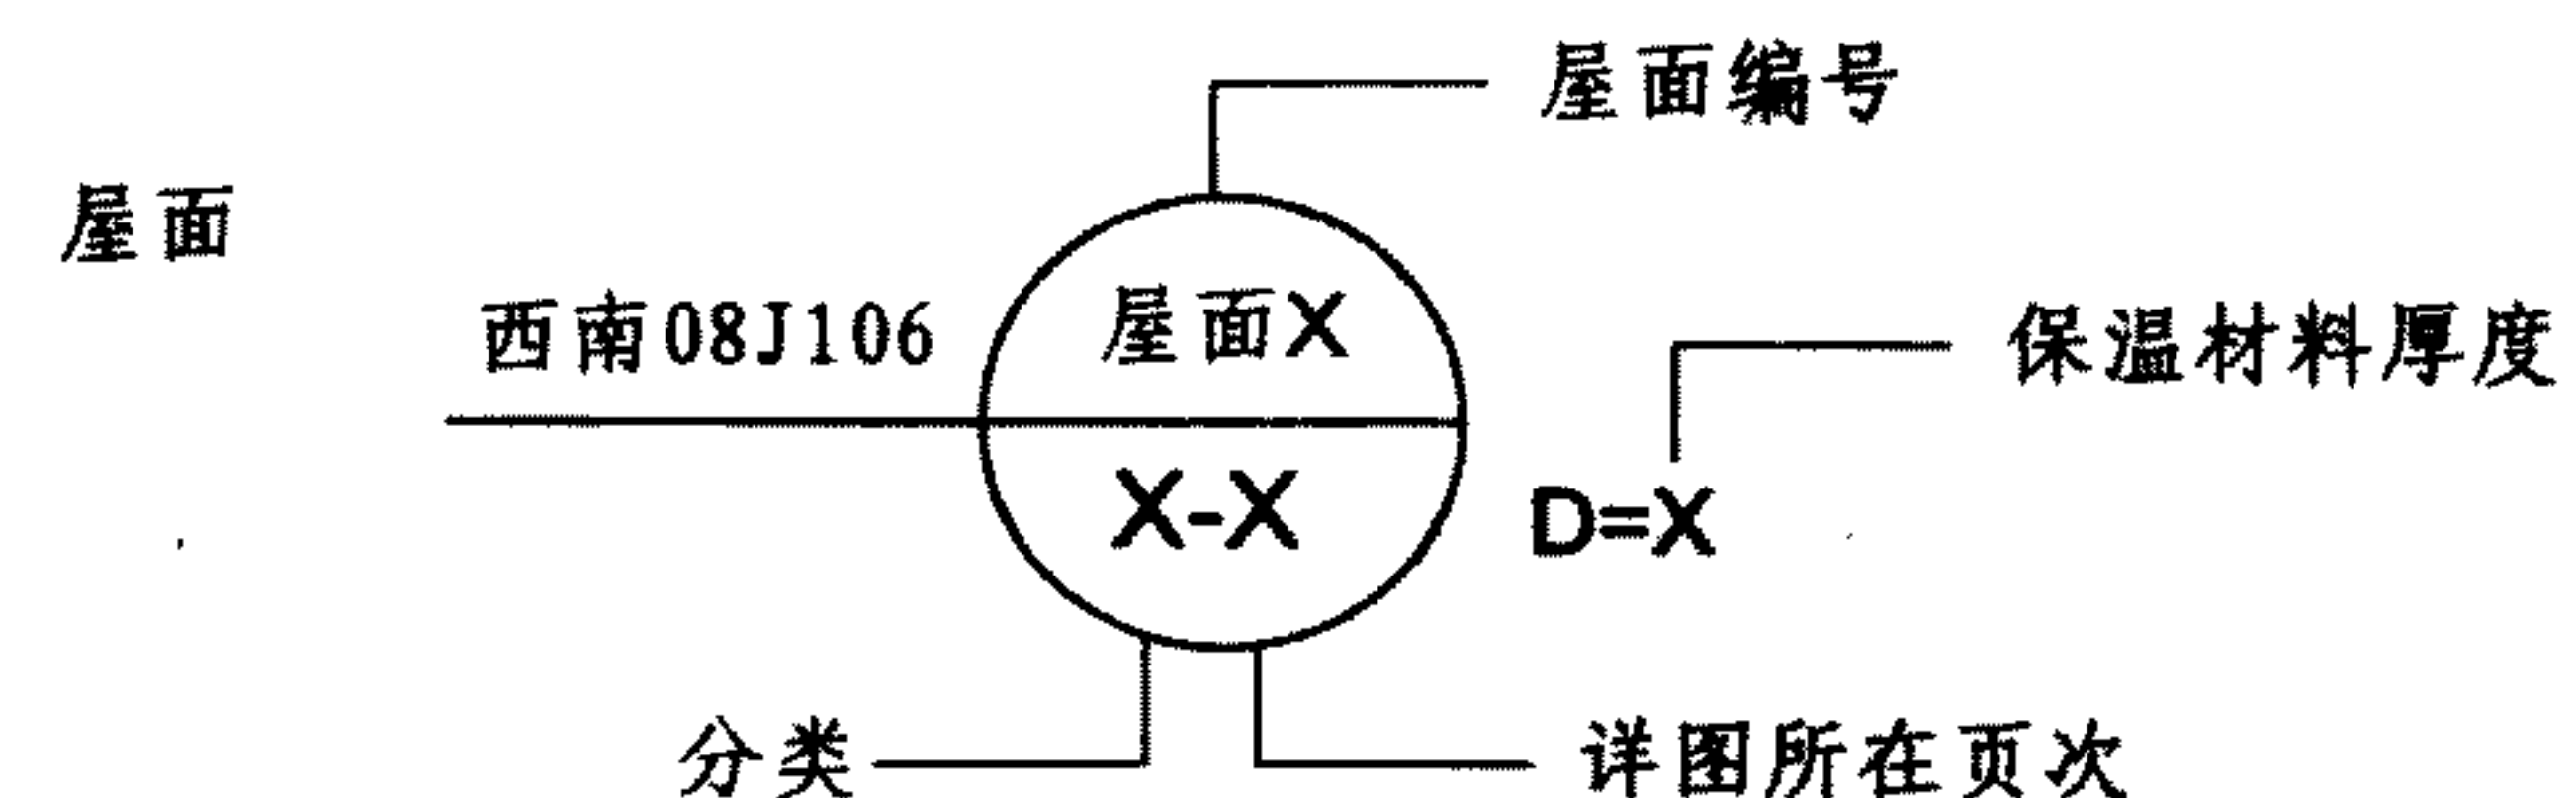 屋面编号
屋面
西南08J106
屋面X
保温材料厚度
X-X
D=X
分类
详图所在页次